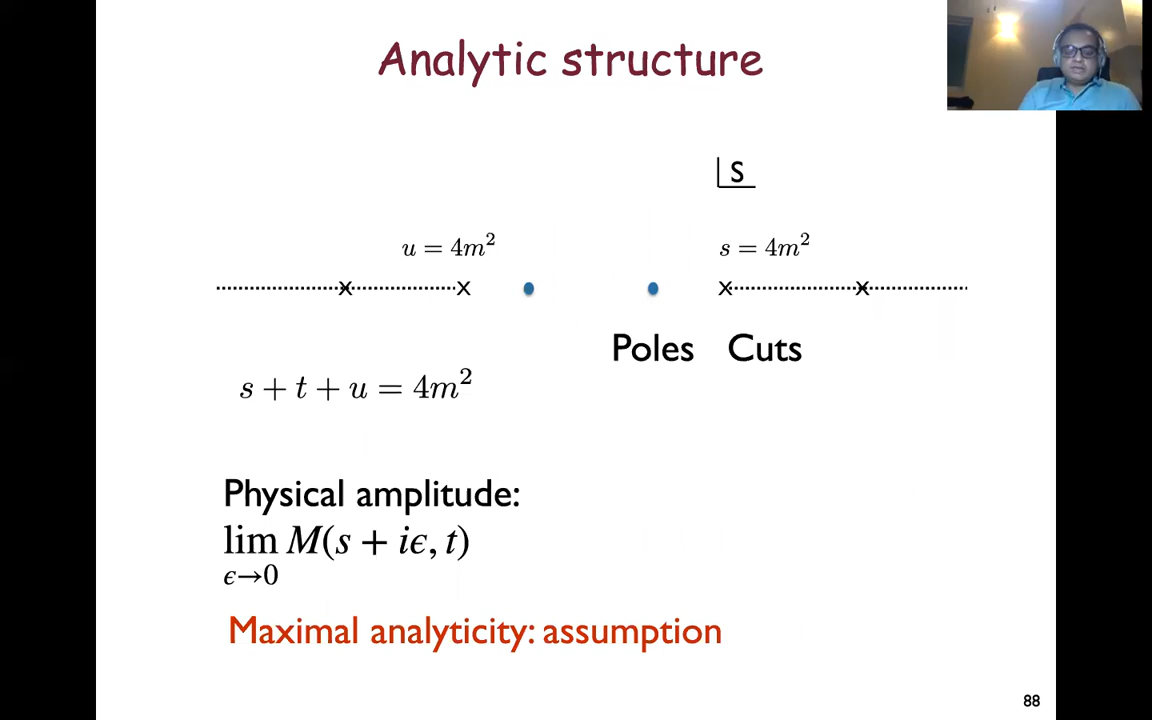 Analytic structure
s
u = 4m² s = 4m²
x x x x
Poles Cuts
s + t + u = 4m²
Physical amplitude:
lim M(s + iϵ, t)
ϵ→0
Maximal analyticity: assumption
88